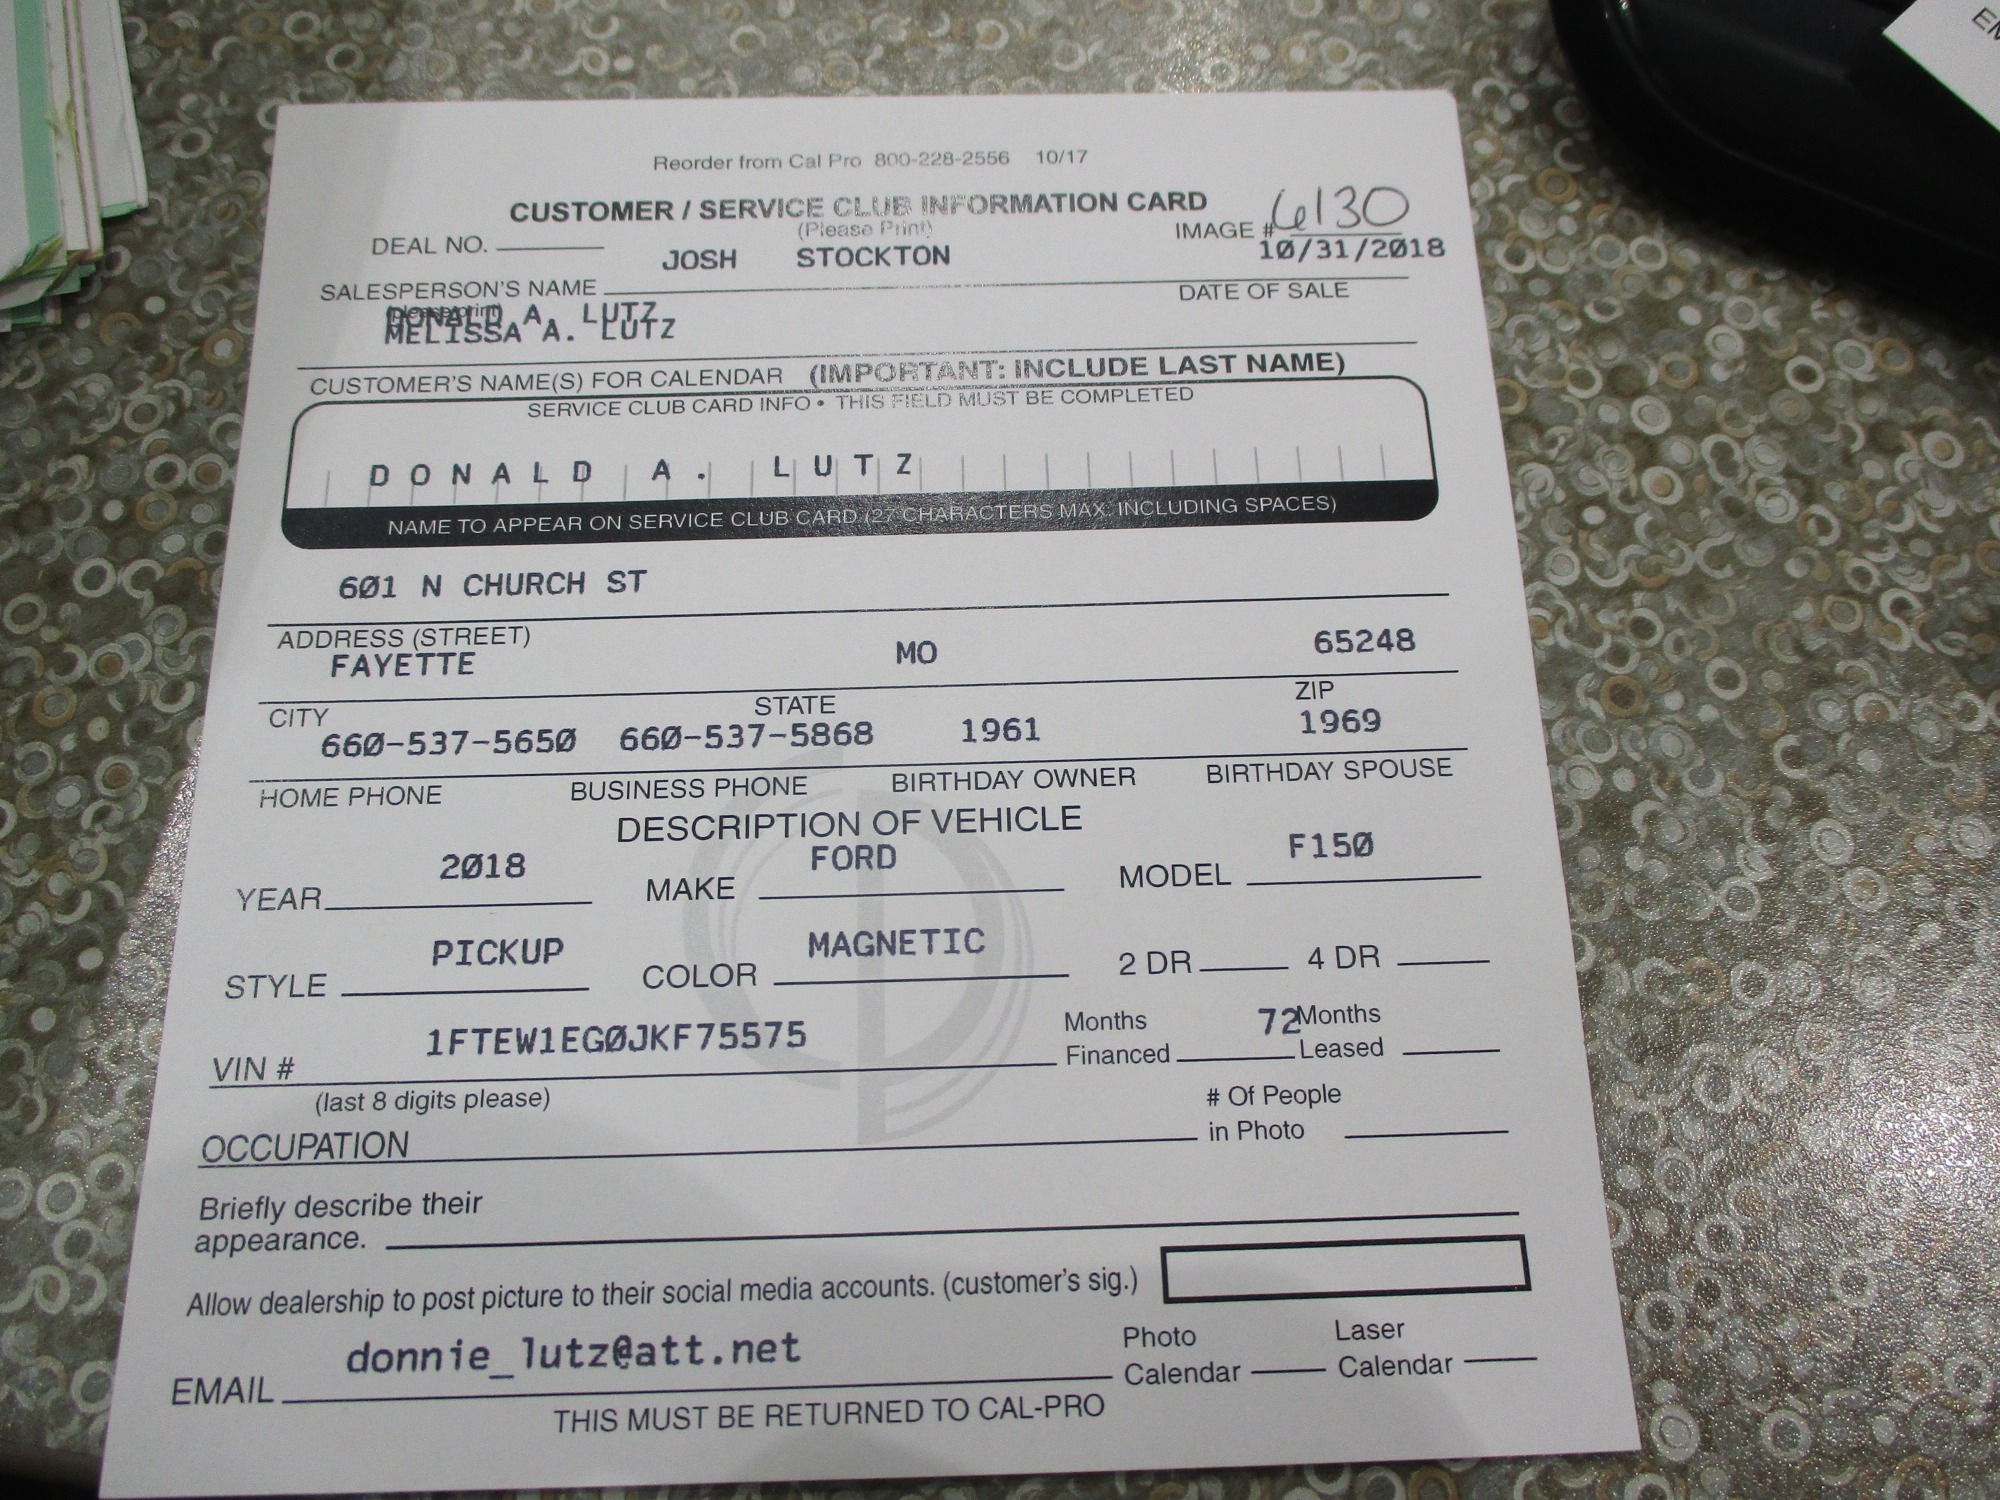 Reorder from Cal Pro 800-228-2556 10/17
CUSTOMER / SERVICE CLUB INFORMATION CARD
(Please Print)
DEAL NO. IMAGE # 6130
JOSH STOCKTON 10/31/2018
SALESPERSON'S NAME DATE OF SALE
(please print)
DONALD A. LUTZ
MELISSA A. LUTZ
CUSTOMER'S NAME(S) FOR CALENDAR (IMPORTANT: INCLUDE LAST NAME)
SERVICE CLUB CARD INFO • THIS FIELD MUST BE COMPLETED
DONALD A. LUTZ
NAME TO APPEAR ON SERVICE CLUB CARD (27 CHARACTERS MAX. INCLUDING SPACES)
601 N CHURCH ST
ADDRESS (STREET)
FAYETTE MO 65248
CITY STATE ZIP
660-537-5650 660-537-5868 1961 1969
HOME PHONE BUSINESS PHONE BIRTHDAY OWNER BIRTHDAY SPOUSE
DESCRIPTION OF VEHICLE
YEAR 2018 MAKE FORD MODEL F150
STYLE PICKUP COLOR MAGNETIC 2 DR 4 DR
VIN # 1FTEW1EG0JKF75575 Months Financed 72 Months Leased
(last 8 digits please)
OCCUPATION # Of People in Photo
Briefly describe their
appearance.
Allow dealership to post picture to their social media accounts. (customer's sig.)
EMAIL donnie_lutz@att.net Photo Calendar Laser Calendar
THIS MUST BE RETURNED TO CAL-PRO